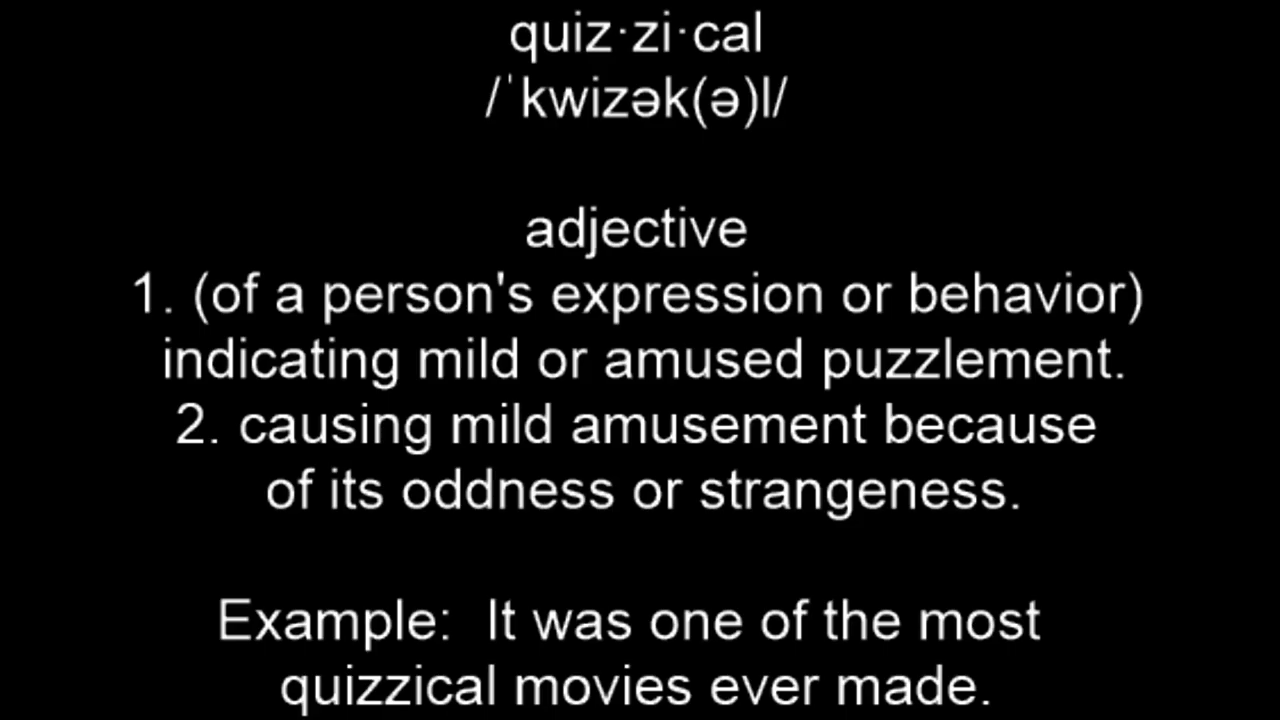 quiz·zi·cal
/ˈkwizək(ə)l/
adjective
1. (of a person's expression or behavior)
indicating mild or amused puzzlement.
2. causing mild amusement because
of its oddness or strangeness.
Example:  It was one of the most
quizzical movies ever made.